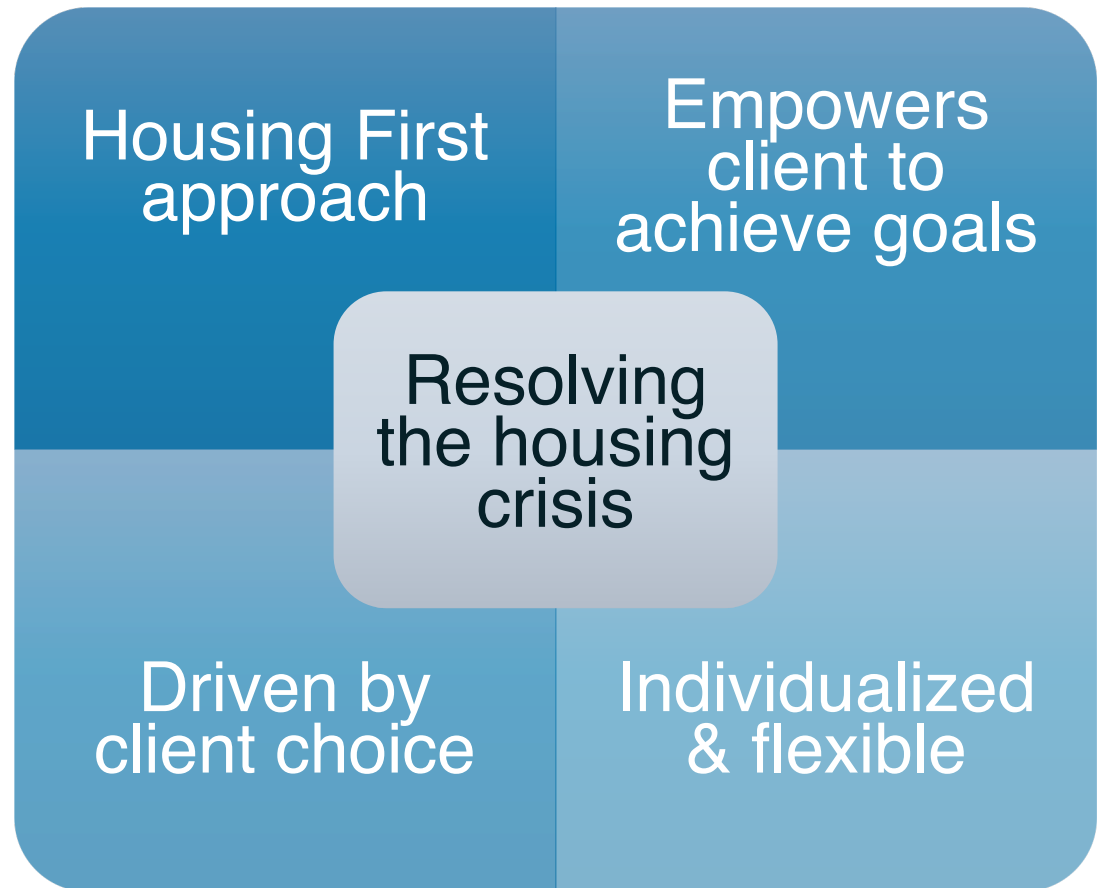 Housing First
approach
Empowers
client to
achieve goals
Resolving
the housing
crisis
Driven by
client choice
Individualized
& flexible